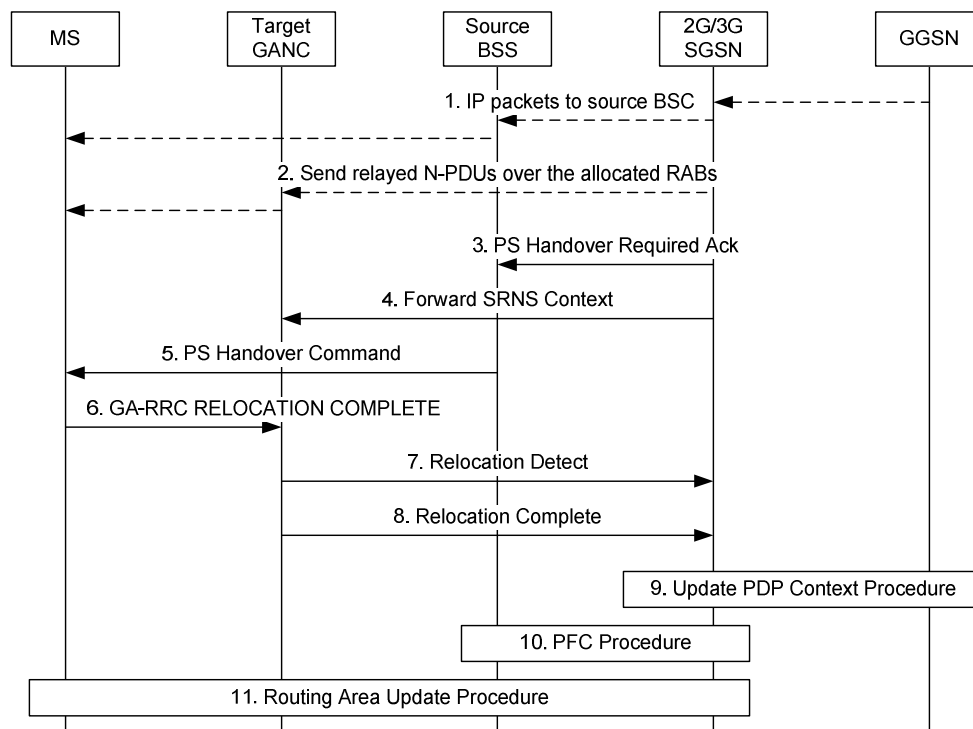 MS
Target
GANC
Source
BSS
2G/3G
SGSN
GGSN
1. IP packets to source BSC
2. Send relayed N-PDUs over the allocated RABs
3. PS Handover Required Ack
4. Forward SRNS Context
5. PS Handover Command
6. GA-RRC RELOCATION COMPLETE
7. Relocation Detect
8. Relocation Complete
9. Update PDP Context Procedure
10. PFC Procedure
11. Routing Area Update Procedure